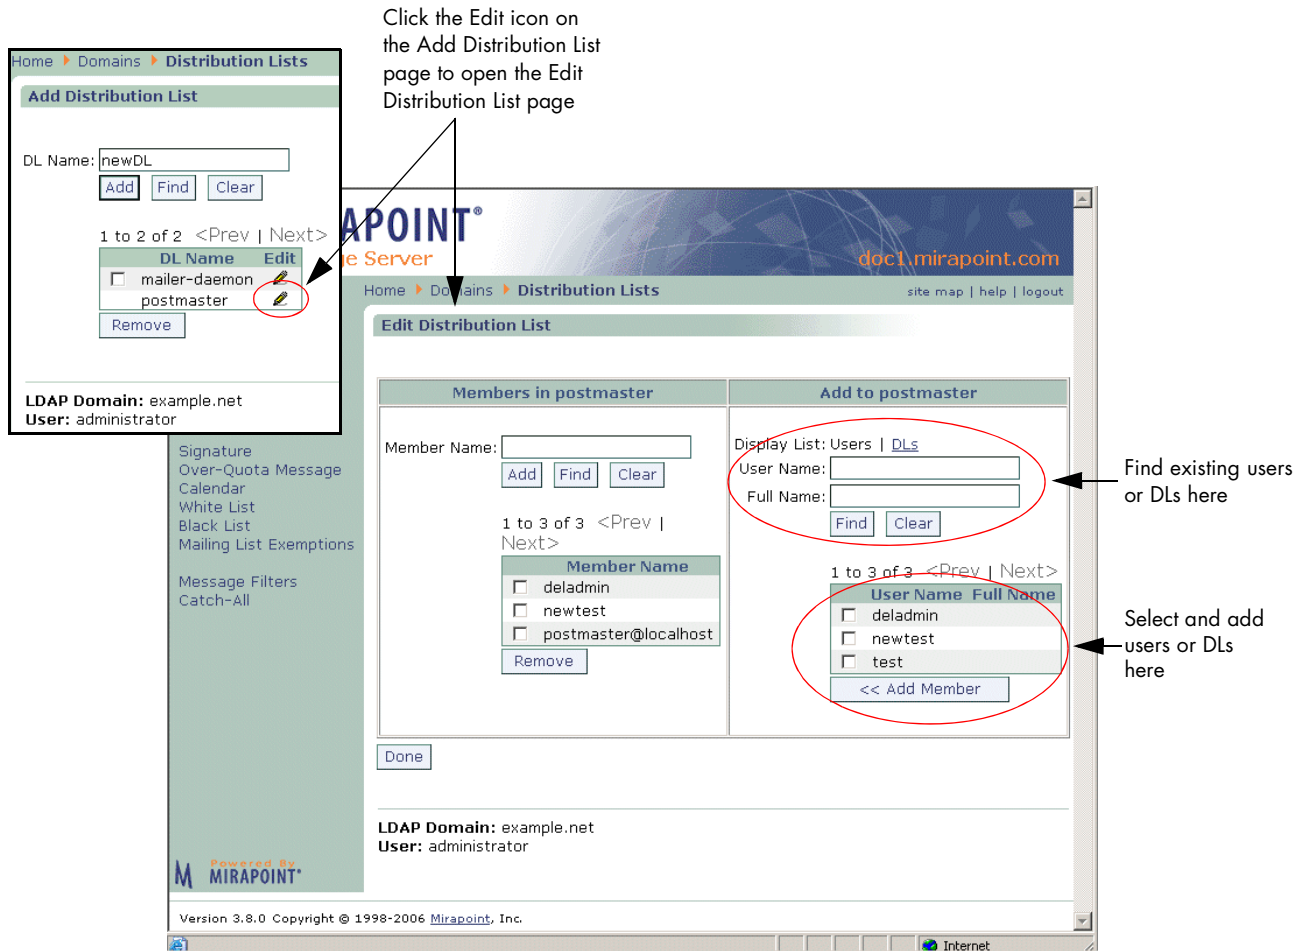 Click the Edit icon on
the Add Distribution List
page to open the Edit
Distribution List page
Home Domains Distribution Lists
Add Distribution List
DL Name: newDL
Add Find Clear
1 to 2 of 2 <Prev | Next>
DL Name Edit
mailer-daemon
postmaster
Remove
LDAP Domain: example.net
User: administrator
APOINT®
ge Server
doc1.mirapoint.com
Home Domains Distribution Lists
site map | help | logout
Edit Distribution List
Members in postmaster
Member Name:
Add Find Clear
1 to 3 of 3 <Prev |
Next>
Member Name
deladmin
newtest
postmaster@localhost
Remove
Add to postmaster
Display List: Users | DLs
User Name:
Full Name:
Find Clear
1 to 3 of 3 <Prev | Next>
User Name Full Name
deladmin
newtest
test
<< Add Member
Find existing users
or DLs here
Select and add
users or DLs
here
Signature
Over-Quota Message
Calendar
White List
Black List
Mailing List Exemptions
Message Filters
Catch-All
Done
LDAP Domain: example.net
User: administrator
M Powered By
MIRAPOINT®
Version 3.8.0 Copyright © 1998-2006 Mirapoint, Inc.
Internet